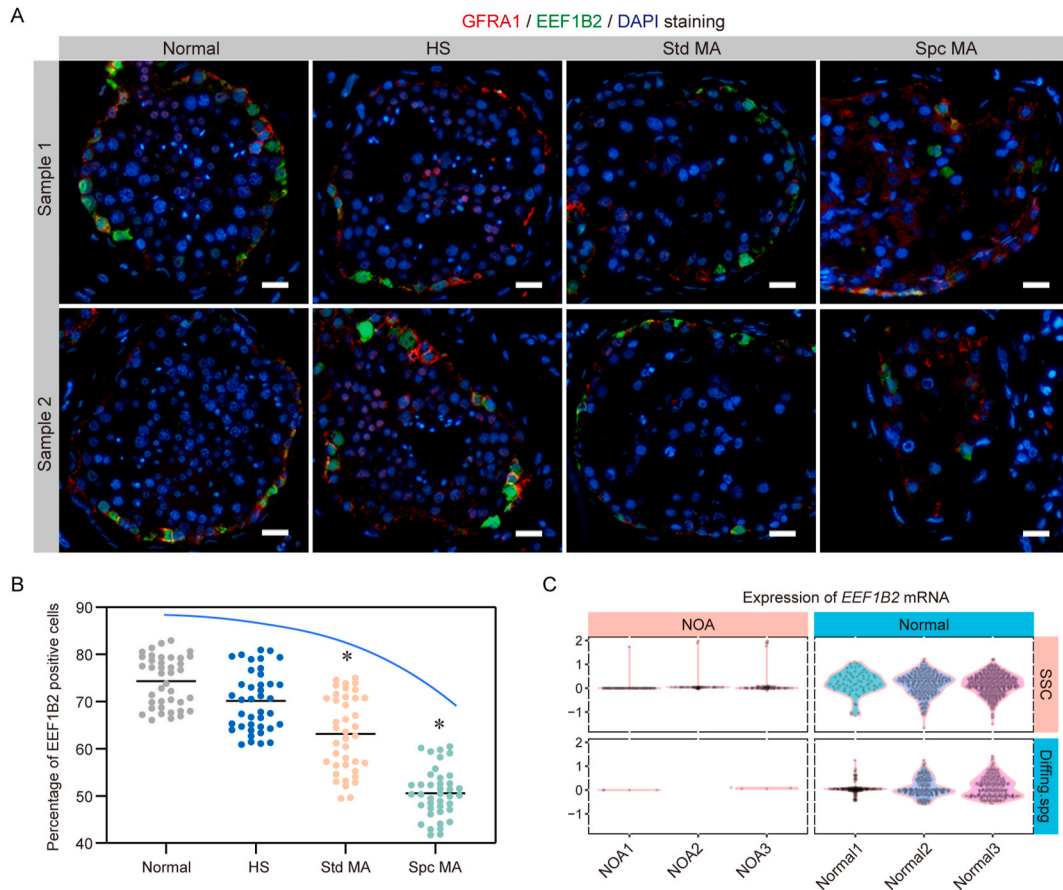 A
GFRA1 / EEF1B2 / DAPI staining
Normal HS Std MA Spc MA
Sample 1
Sample 2
B
Percentage of EEF1B2 positive cells
90
80
70
60
50
40
* *
Normal HS Std MA Spc MA
C
Expression of EEF1B2 mRNA
NOA Normal
2
1
0
−1
SSC
2
1
0
−1
Diffing.spg
NOA1 NOA2 NOA3 Normal1 Normal2 Normal3